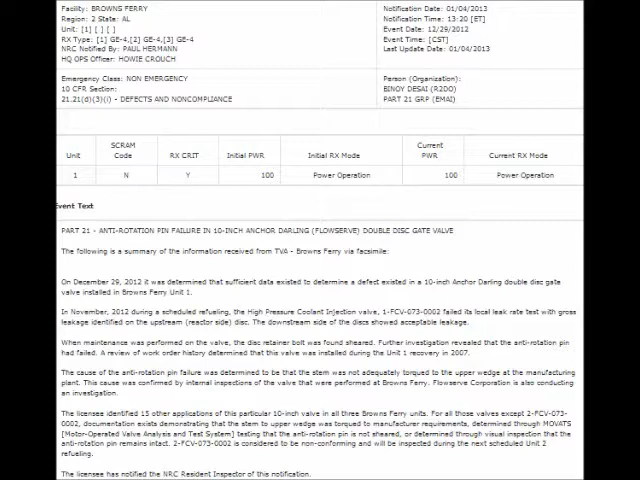 Facility: BROWNS FERRY
Region: 2 State: AL
Unit: [1] [ ] [ ]
RX Type: [1] GE-4,[2] GE-4,[3] GE-4
NRC Notified By: PAUL HERMANN
HQ OPS Officer: HOWIE CROUCH
Notification Date: 01/04/2013
Notification Time: 13:20 [ET]
Event Date: 12/29/2012
Event Time: [CST]
Last Update Date: 01/04/2013
Emergency Class: NON EMERGENCY
10 CFR Section:
21.21(d)(3)(i) - DEFECTS AND NONCOMPLIANCE
Person (Organization):
BINOY DESAI (R2DO)
PART 21 GRP (EMAI)
Unit SCRAM Code RX CRIT Initial PWR Initial RX Mode Current PWR Current RX Mode
1 N Y 100 Power Operation 100 Power Operation
Event Text
PART 21 - ANTI-ROTATION PIN FAILURE IN 10-INCH ANCHOR DARLING (FLOWSERVE) DOUBLE DISC GATE VALVE
The following is a summary of the information received from TVA - Browns Ferry via facsimile:
On December 29, 2012 it was determined that sufficient data existed to determine a defect existed in a 10-inch Anchor Darling double disc gate
valve installed in Browns Ferry Unit 1.
In November, 2012 during a scheduled refueling, the High Pressure Coolant Injection valve, 1-FCV-073-0002 failed its local leak rate test with gross
leakage identified on the upstream (reactor side) disc. The downstream side of the discs showed acceptable leakage.
When maintenance was performed on the valve, the disc retainer bolt was found sheared. Further investigation revealed that the anti-rotation pin
had failed. A review of work order history determined that this valve was installed during the Unit 1 recovery in 2007.
The cause of the anti-rotation pin failure was determined to be that the stem was not adequately torqued to the upper wedge at the manufacturing
plant. This cause was confirmed by internal inspections of the valve that were performed at Browns Ferry. Flowserve Corporation is also conducting
an investigation.
The licensee identified 15 other applications of this particular 10-inch valve in all three Browns Ferry units. For all those valves except 2-FCV-073-
0002, documentation exists demonstrating that the stem to upper wedge was torqued to manufacturer requirements, determined through MOVATS
[Motor-Operated Valve Analysis and Test System] testing that the anti-rotation pin is not sheared, or determined through visual inspection that the
anti-rotation pin remains intact. 2-FCV-073-0002 is considered to be non-conforming and will be inspected during the next scheduled Unit 2
refueling.
The licensee has notified the NRC Resident Inspector of this notification.